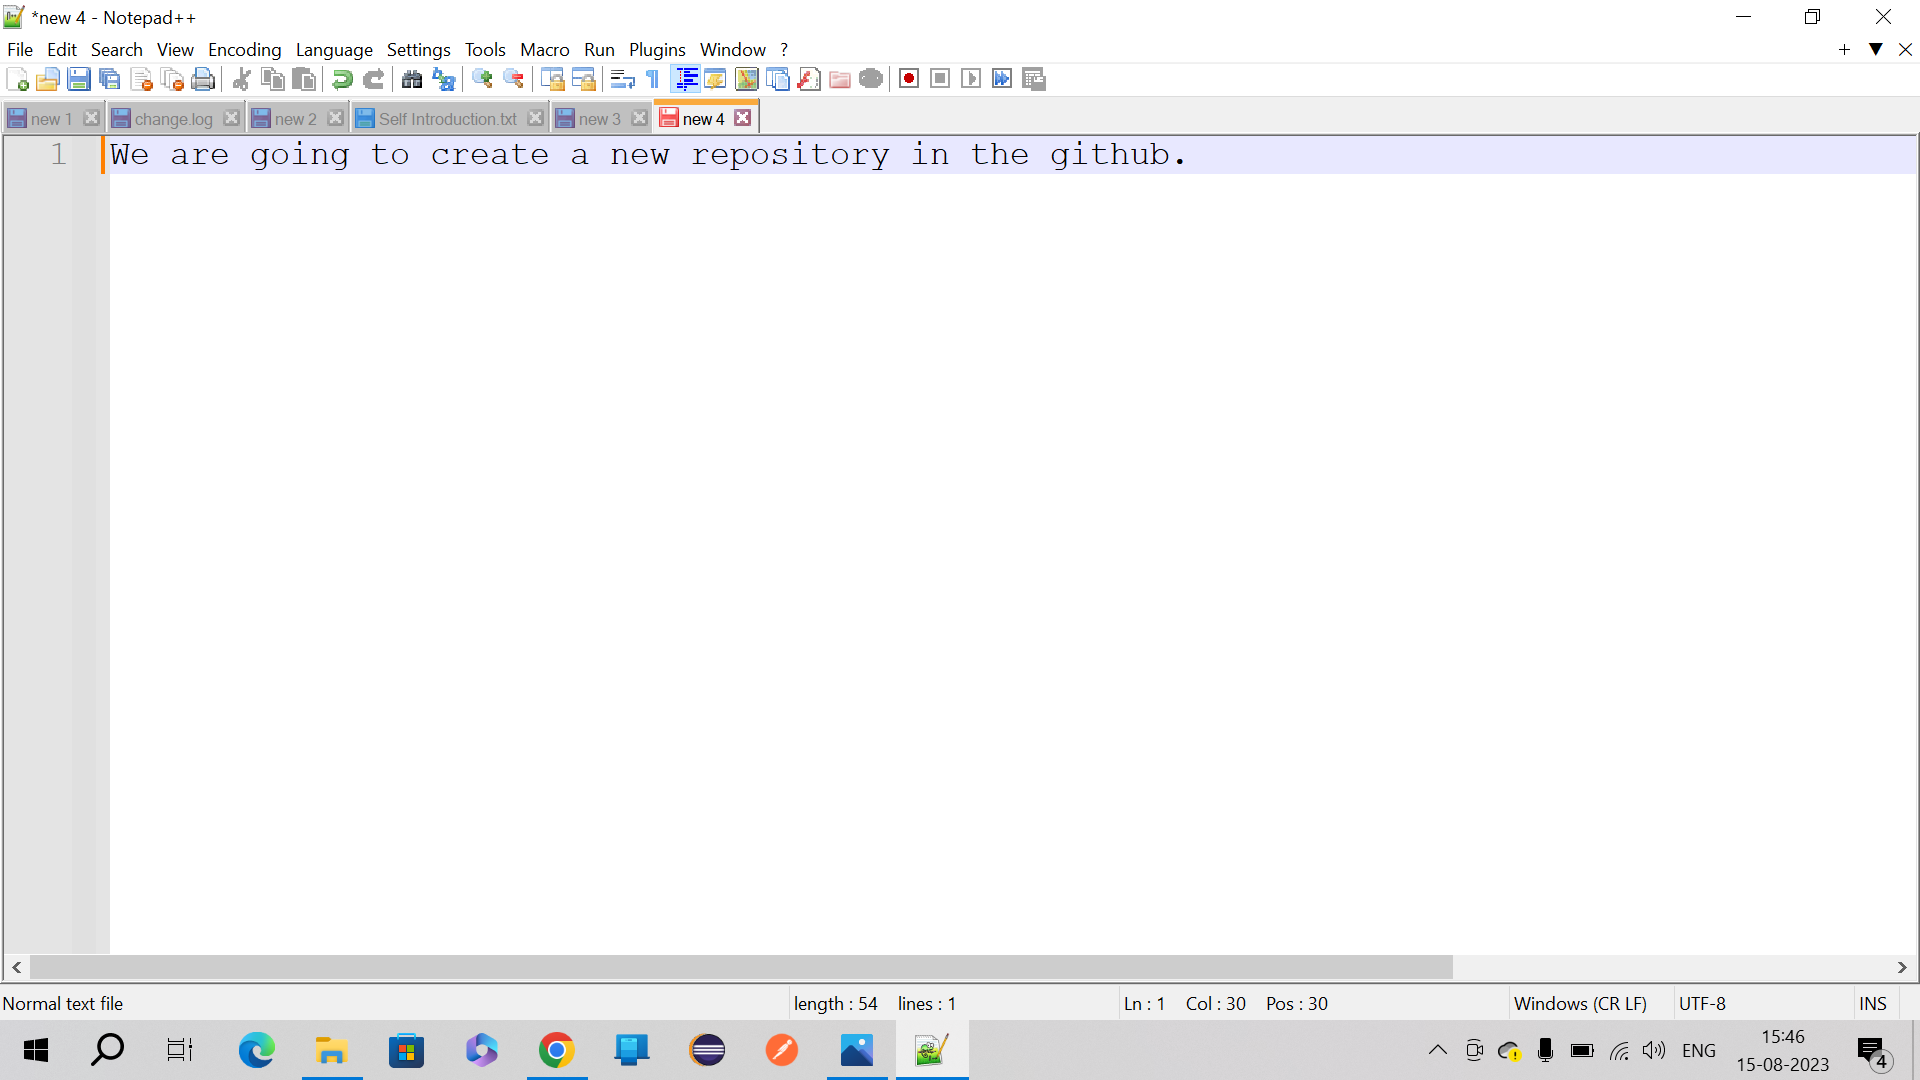 *new 4 - Notepad++
File Edit Search View Encoding Language Settings Tools Macro Run Plugins Window ?
new 1 change.log new 2 Self Introduction.txt new 3 new 4
1 We are going to create a new repository in the github.
Normal text file length : 54 lines : 1 Ln : 1 Col : 30 Pos : 30 Windows (CR LF) UTF-8 INS
ENG 15:46 4
15-08-2023